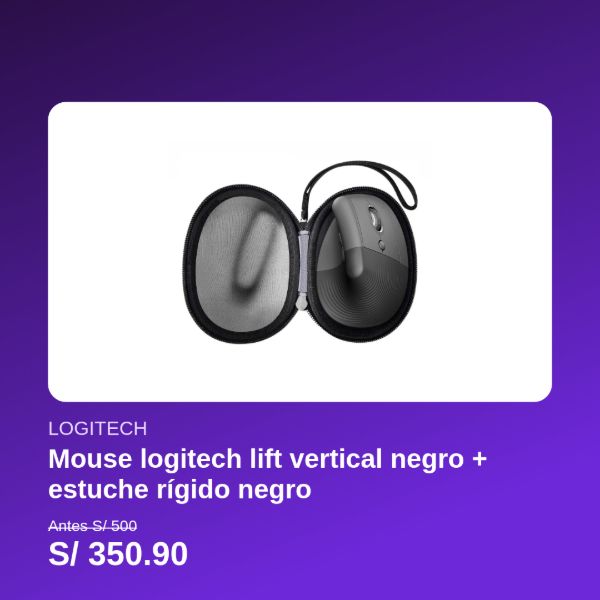 LOGITECH
Mouse logitech lift vertical negro +
estuche rígido negro
Antes S/ 500
S/ 350.90